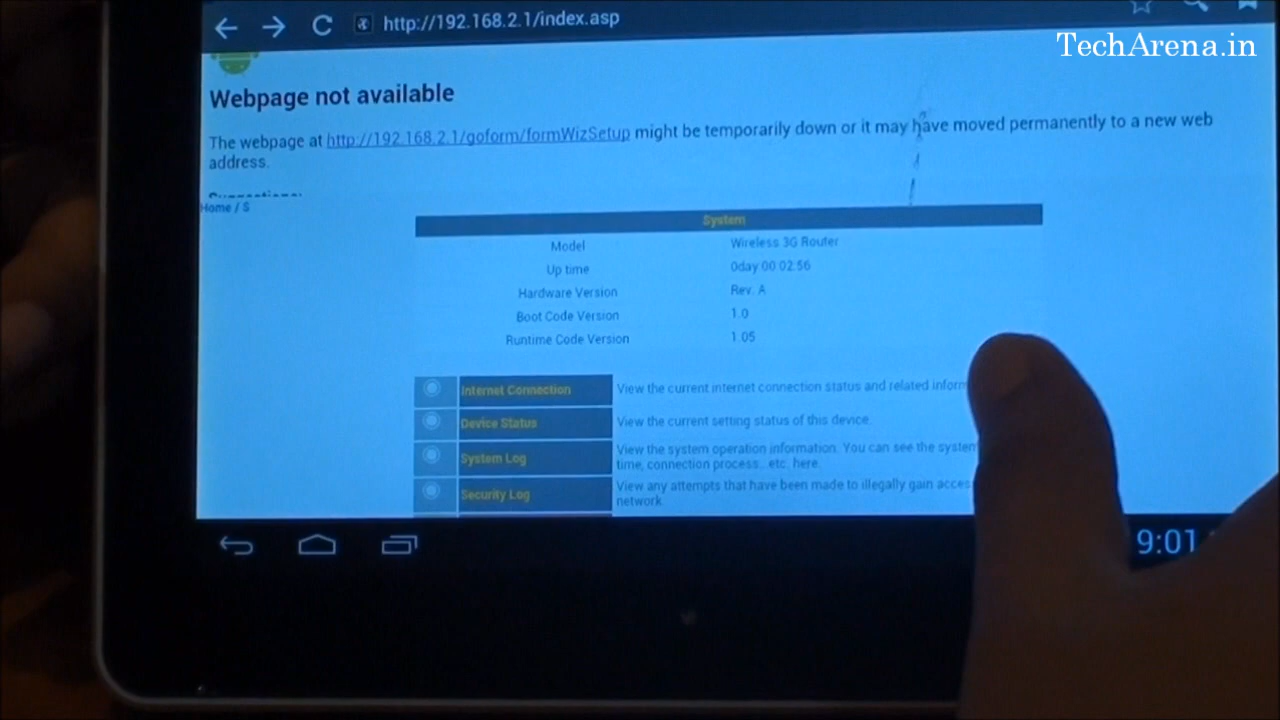 http://192.168.2.1/index.asp
TechArena.in
Webpage not available
The webpage at http://192.168.2.1/goform/formWizSetup might be temporarily down or it may have moved permanently to a new web
address.
Home / S
System
Model Wireless 3G Router
Up time 0day 00:02:56
Hardware Version Rev. A
Boot Code Version 1.0
Runtime Code Version 1.05
Internet Connection View the current internet connection status and related
Device Status View the current setting status of this device.
System Log View the system operation information. You can see the system
time, connection process...etc. here.
Security Log View any attempts that have been made to illegally gain
network.
9:01